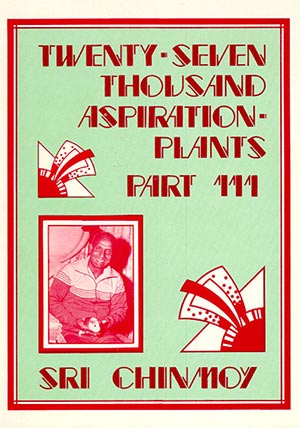 TWENTY-SEVEN
THOUSAND
ASPIRATION-
PLANTS
PART 111
SRI CHINMOY